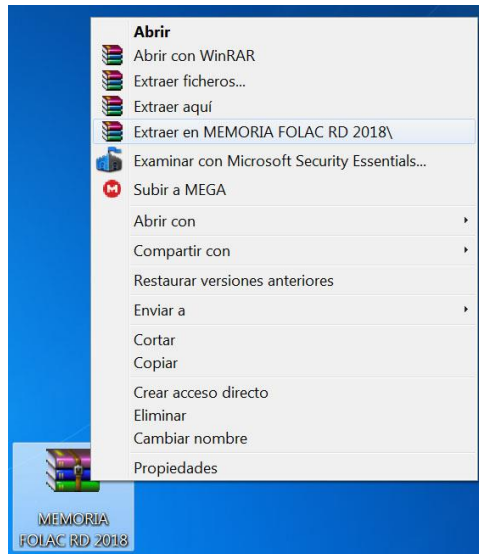 Abrir
Abrir con WinRAR
Extraer ficheros...
Extraer aquí
Extraer en MEMORIA FOLAC RD 2018\
Examinar con Microsoft Security Essentials...
Subir a MEGA
Abrir con
Compartir con
Restaurar versiones anteriores
Enviar a
Cortar
Copiar
Crear acceso directo
Eliminar
Cambiar nombre
Propiedades
MEMORIA
FOLAC RD 2018